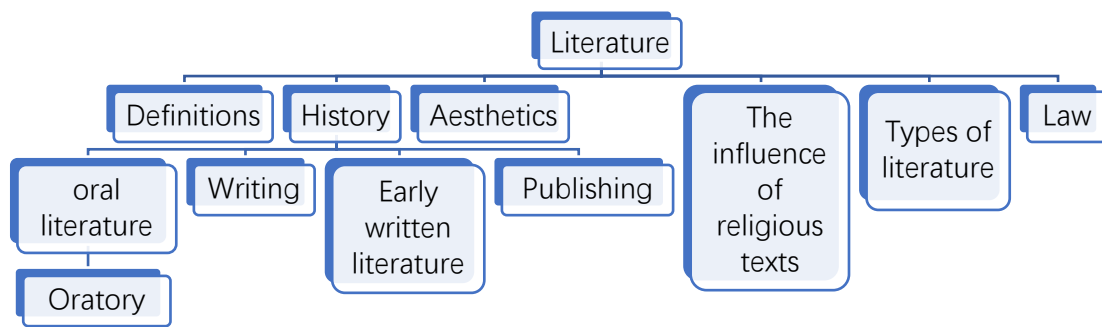 Literature
Definitions
History
Aesthetics
The
influence
of
religious
texts
Types of
literature
Law
oral
literature
Writing
Early
written
literature
Publishing
Oratory